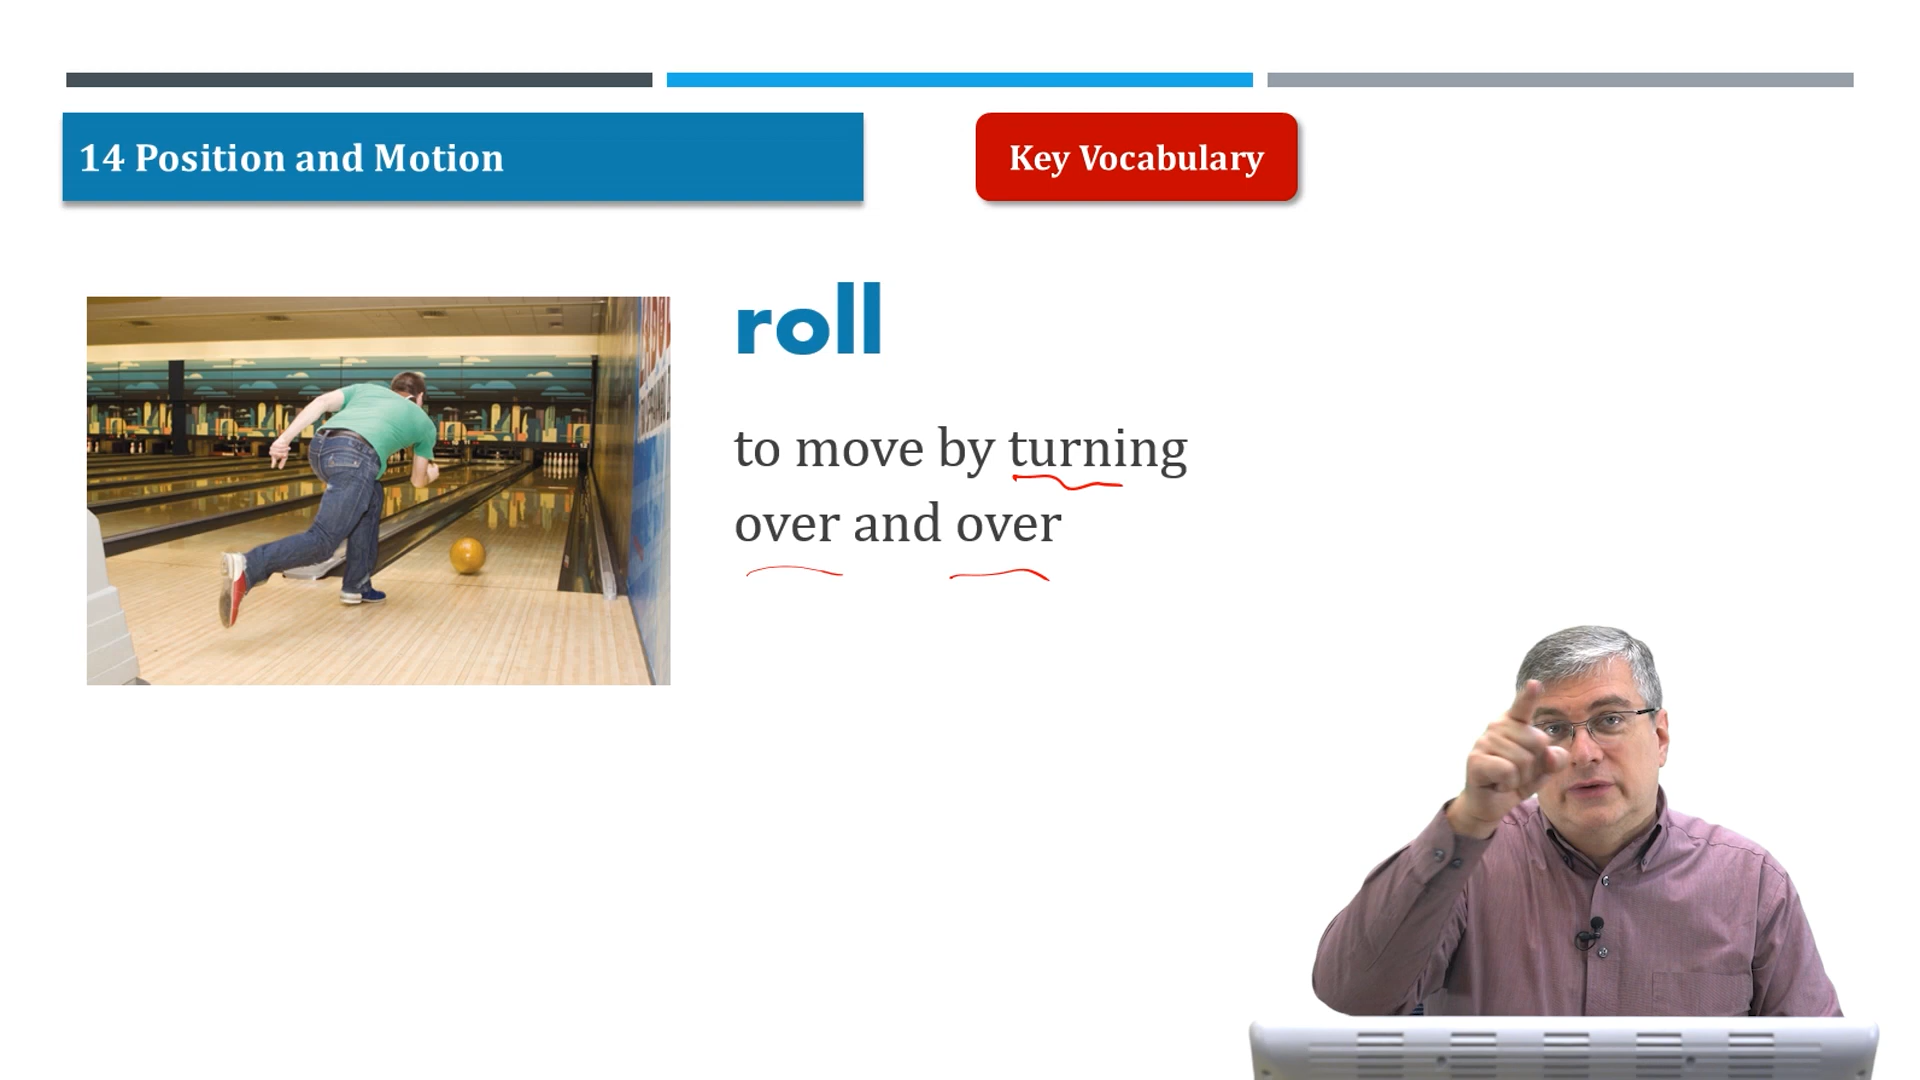 14 Position and Motion
Key Vocabulary
roll
to move by turning
over and over